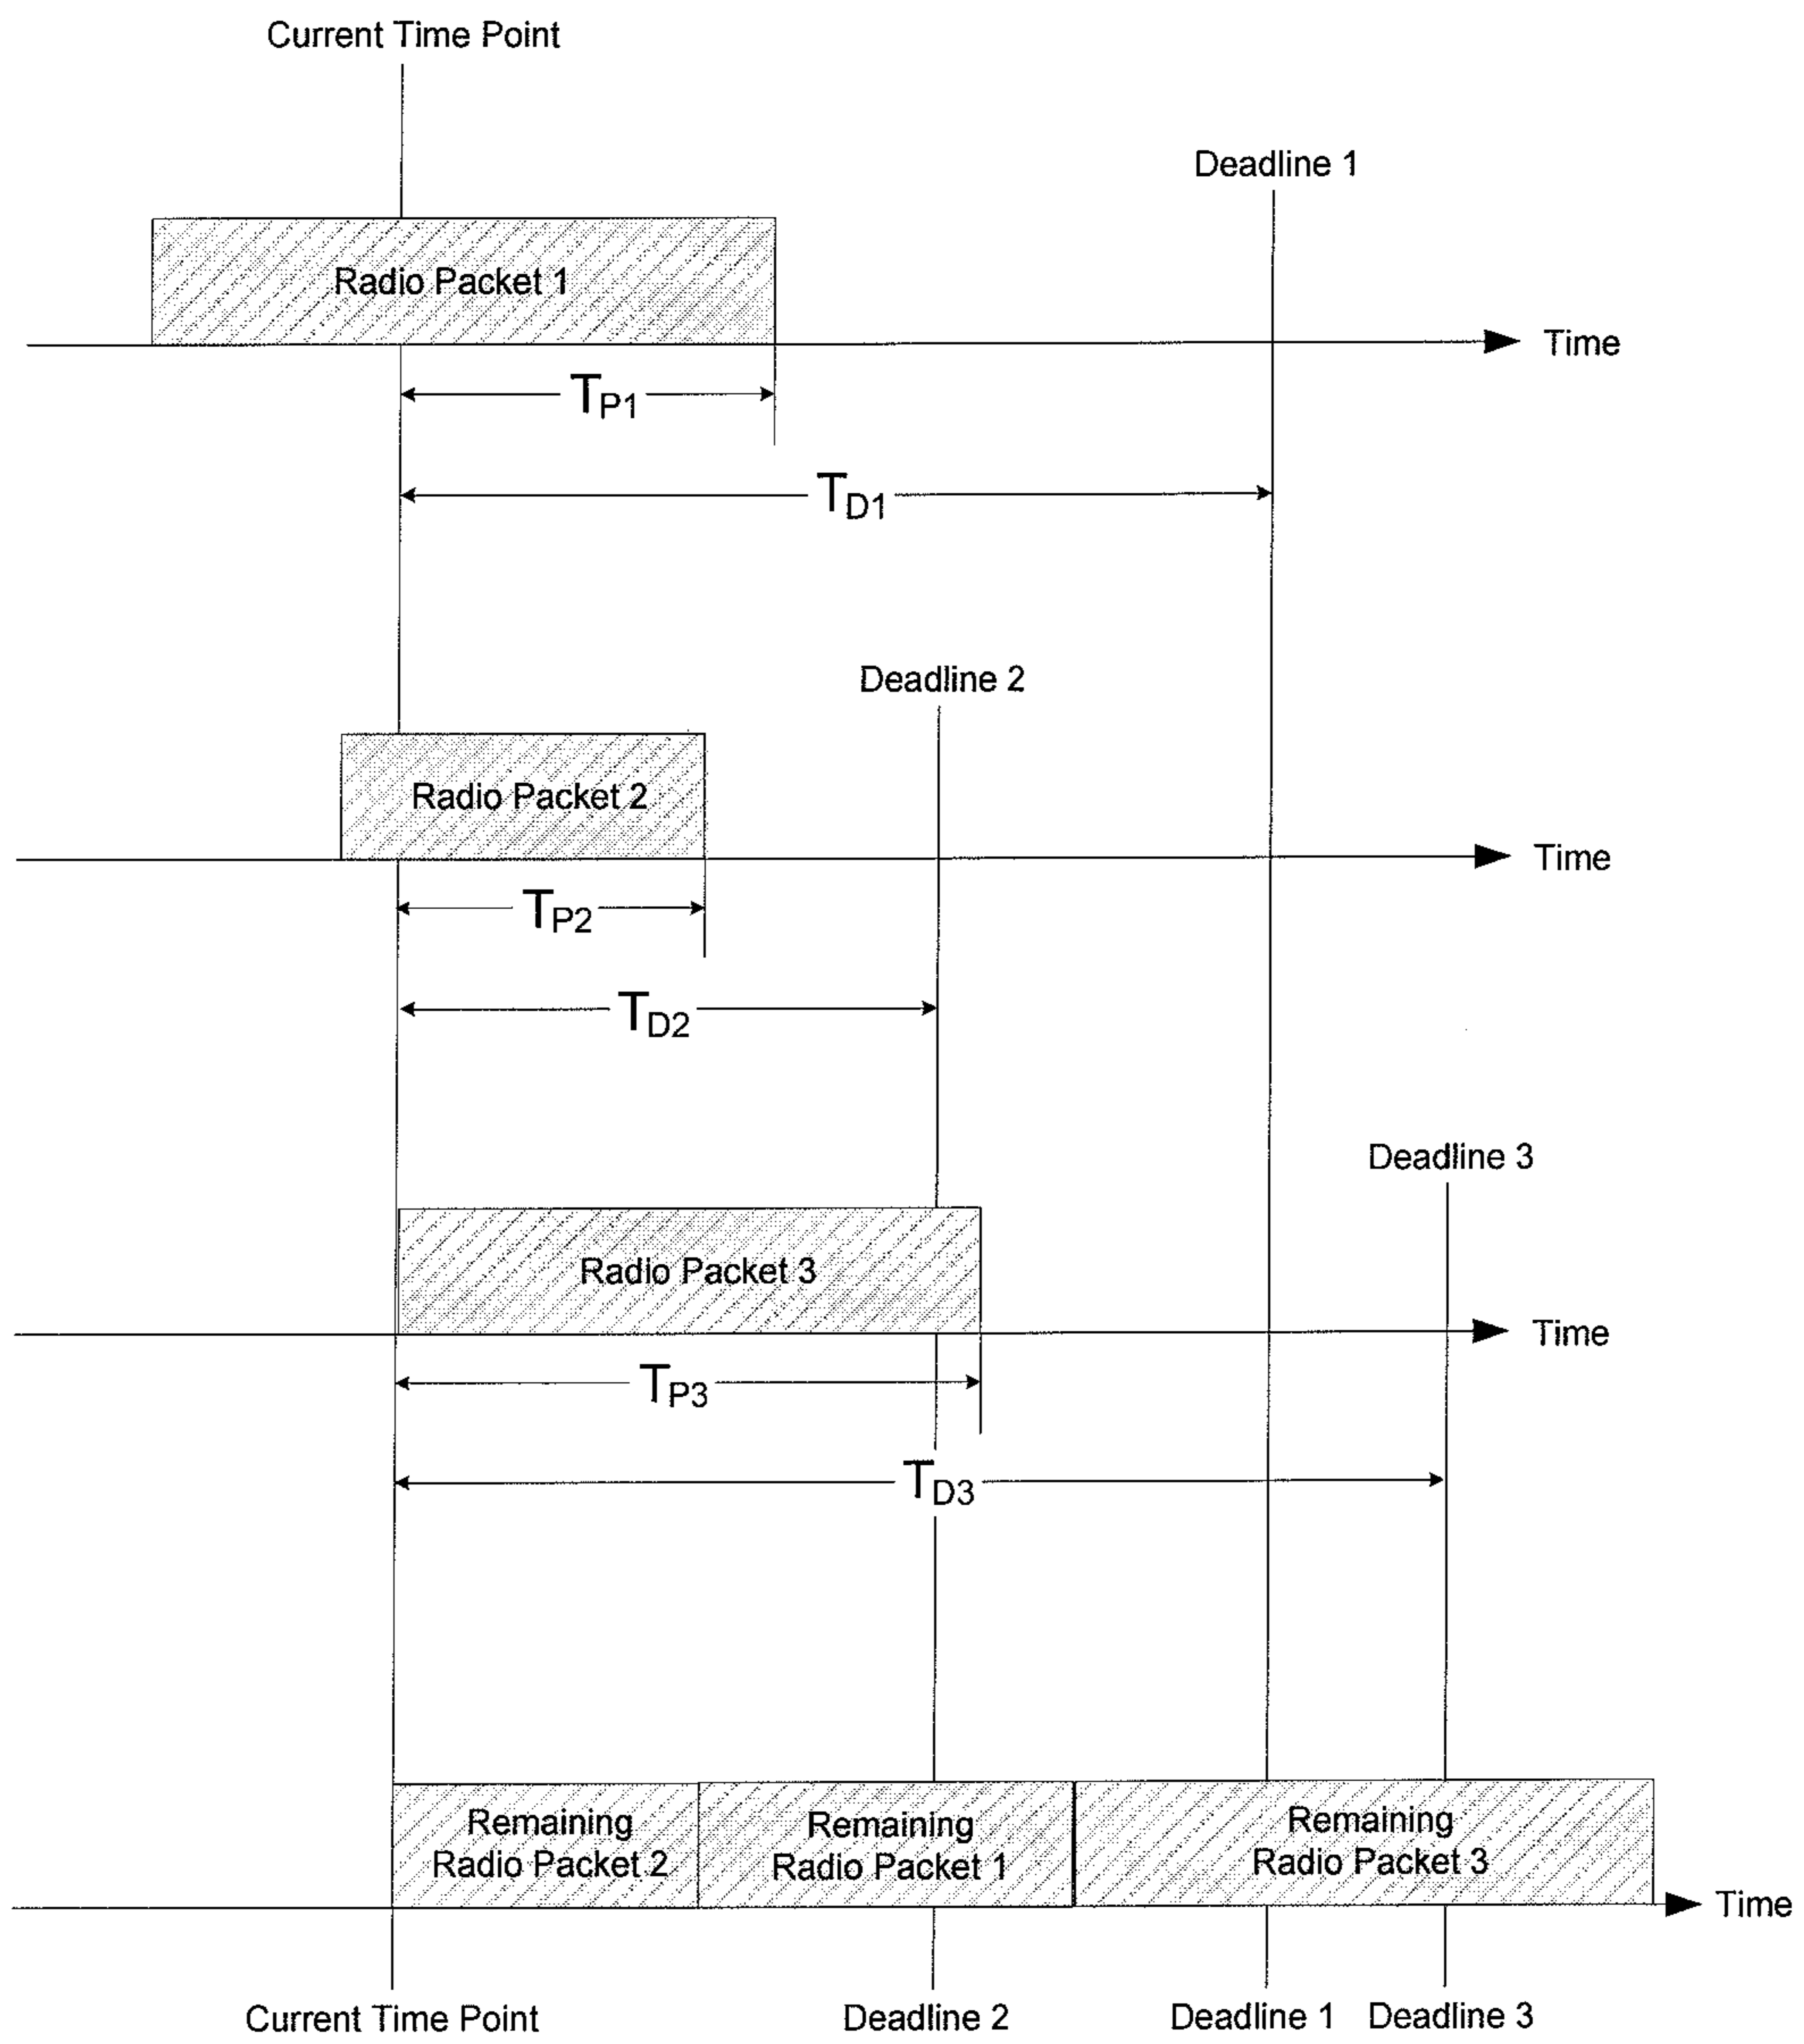 Current Time Point
Deadline 1
Radio Packet 1
Time
TP1
TD1
Deadline 2
Radio Packet 2
Time
TP2
TD2
Deadline 3
Radio Packet 3
Time
TP3
TD3
Remaining
Radio Packet 2
Remaining
Radio Packet 1
Remaining
Radio Packet 3
Time
Current Time Point
Deadline 2
Deadline 1
Deadline 3